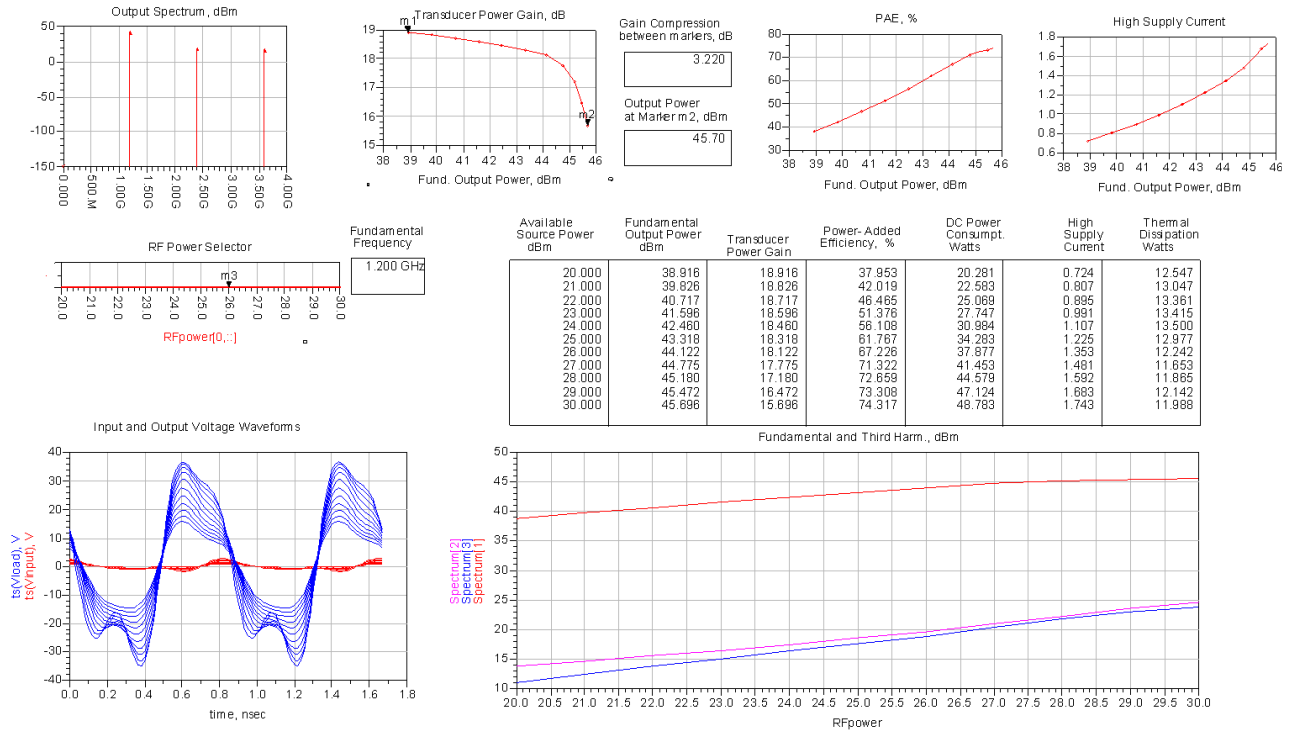 Output Spectrum, dBm
50
0
-50
-100
-150
0.000
500.M
1.00G
1.50G
2.00G
2.50G
3.00G
3.50G
4.00G
Transducer Power Gain, dB
m1
m2
19
18
17
16
15
38 39 40 41 42 43 44 45 46
Fund. Output Power, dBm
Gain Compression
between markers, dB
3.220
Output Power
at Marker m2, dBm
45.70
PAE, %
80
70
60
50
40
30
38 39 40 41 42 43 44 45 46
Fund. Output Power, dBm
High Supply Current
1.8
1.6
1.4
1.2
1.0
0.8
0.6
38 39 40 41 42 43 44 45 46
Fund. Output Power, dBm
RF Power Selector
m3
20.0
21.0
22.0
23.0
24.0
25.0
26.0
27.0
28.0
29.0
30.0
RFpower[0,::]
Fundamental
Frequency
1.200 GHz
Available Source Power dBm | Fundamental Output Power dBm | Transducer Power Gain | Power-Added Efficiency, % | DC Power Consumpt. Watts | High Supply Current | Thermal Dissipation Watts
20.000 38.916 18.916 37.953 20.281 0.724 12.547
21.000 39.826 18.826 42.019 22.583 0.807 13.047
22.000 40.717 18.717 46.465 25.069 0.895 13.361
23.000 41.596 18.596 51.376 27.747 0.991 13.415
24.000 42.460 18.460 56.108 30.984 1.107 13.500
25.000 43.318 18.318 61.767 34.283 1.225 12.977
26.000 44.122 18.122 67.226 37.877 1.353 12.242
27.000 44.775 17.775 71.322 41.453 1.481 11.653
28.000 45.180 17.180 72.659 44.579 1.592 11.865
29.000 45.472 16.472 73.308 47.124 1.683 12.142
30.000 45.696 15.696 74.317 48.783 1.743 11.988
Input and Output Voltage Waveforms
ts(Vload), V
ts(Vinput), V
40
30
20
10
0
-10
-20
-30
-40
0.0 0.2 0.4 0.6 0.8 1.0 1.2 1.4 1.6 1.8
time, nsec
Fundamental and Third Harm., dBm
Spectrum[2]
Spectrum[3]
Spectrum[1]
50
45
40
35
30
25
20
15
10
20.0 20.5 21.0 21.5 22.0 22.5 23.0 23.5 24.0 24.5 25.0 25.5 26.0 26.5 27.0 27.5 28.0 28.5 29.0 29.5 30.0
RFpower